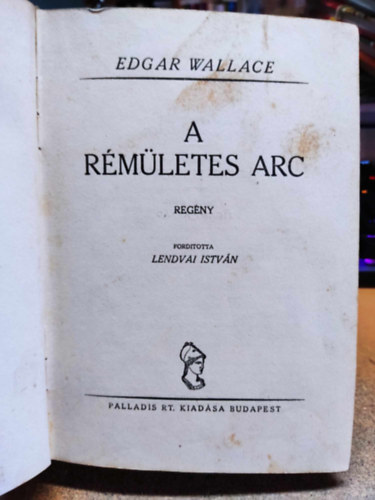 EDGAR WALLACE
A
RÉMÜLETES ARC
REGÉNY
FORDITOTTA
LENDVAI ISTVÁN
PALLADIS RT. KIADÁSA BUDAPEST